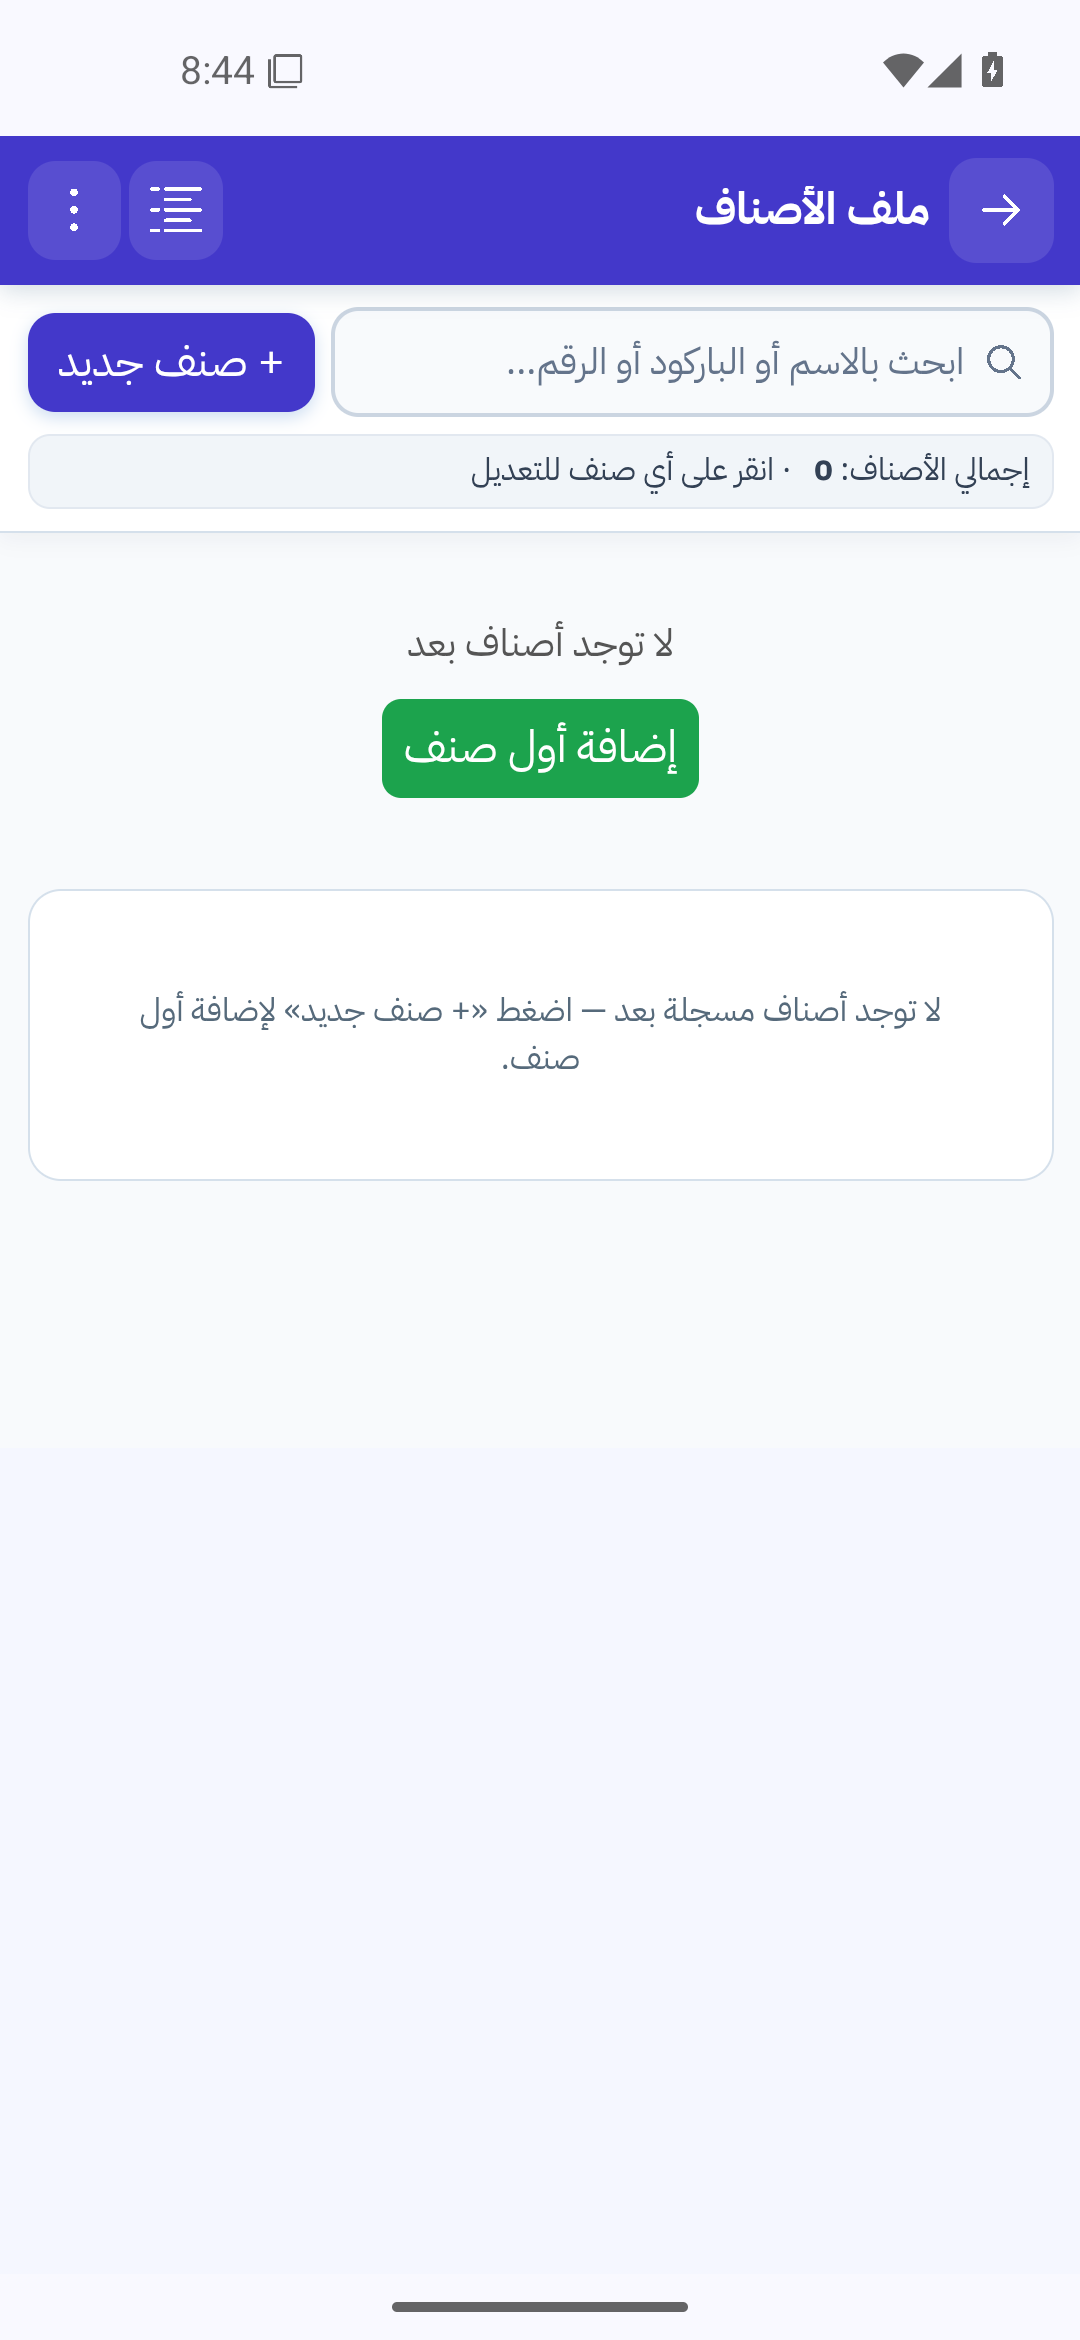 8:44
ملف الأصناف
ابحث بالاسم أو الباركود أو الرقم...
+ صنف جديد
إجمالي الأصناف: 0 · انقر على أي صنف للتعديل
لا توجد أصناف بعد
إضافة أول صنف
لا توجد أصناف مسجلة بعد — اضغط «+ صنف جديد» لإضافة أول
صنف.